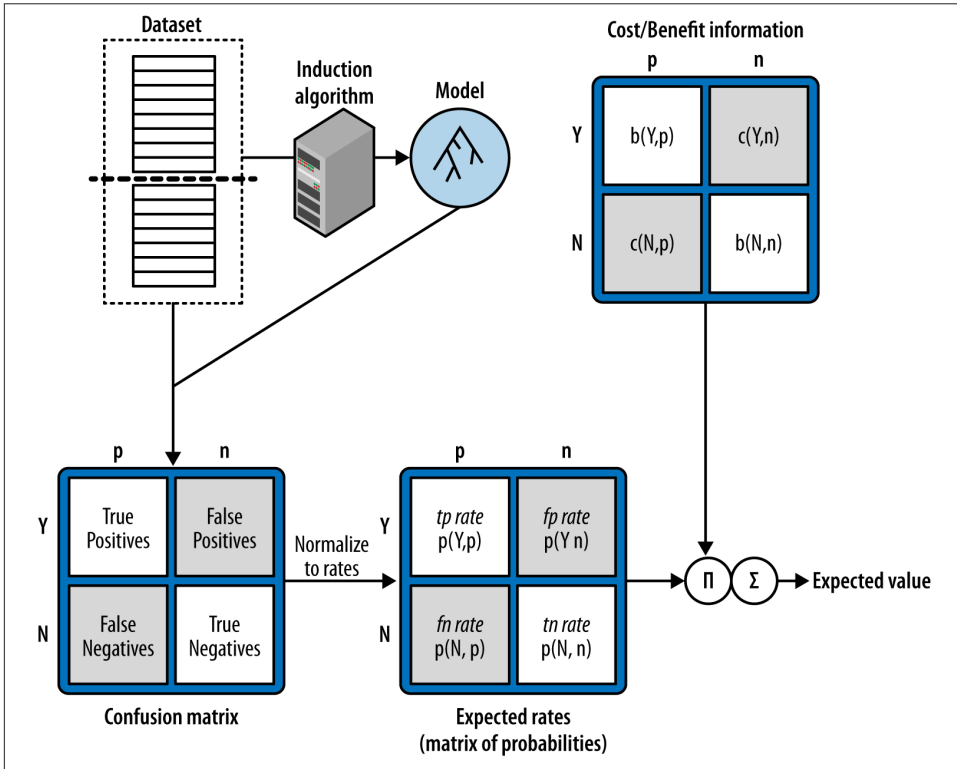 Dataset
Induction
algorithm
Model
Cost/Benefit information
p n
Y b(Y,p) c(Y,n)
N c(N,p) b(N,n)
p n
Y True
Positives
False
Positives
N False
Negatives
True
Negatives
Confusion matrix
Normalize
to rates
p n
Y tp rate
p(Y,p)
fp rate
p(Y n)
N fn rate
p(N, p)
tn rate
p(N, n)
Expected rates
(matrix of probabilities)
Π Σ Expected value